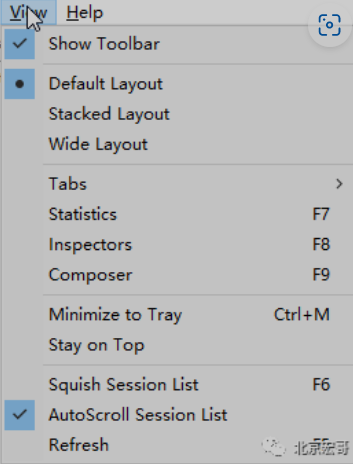 View Help
Show Toolbar
Default Layout
Stacked Layout
Wide Layout
Tabs
Statistics F7
Inspectors F8
Composer F9
Minimize to Tray Ctrl+M
Stay on Top
Squish Session List F6
AutoScroll Session List
Refresh F5
北京宏哥